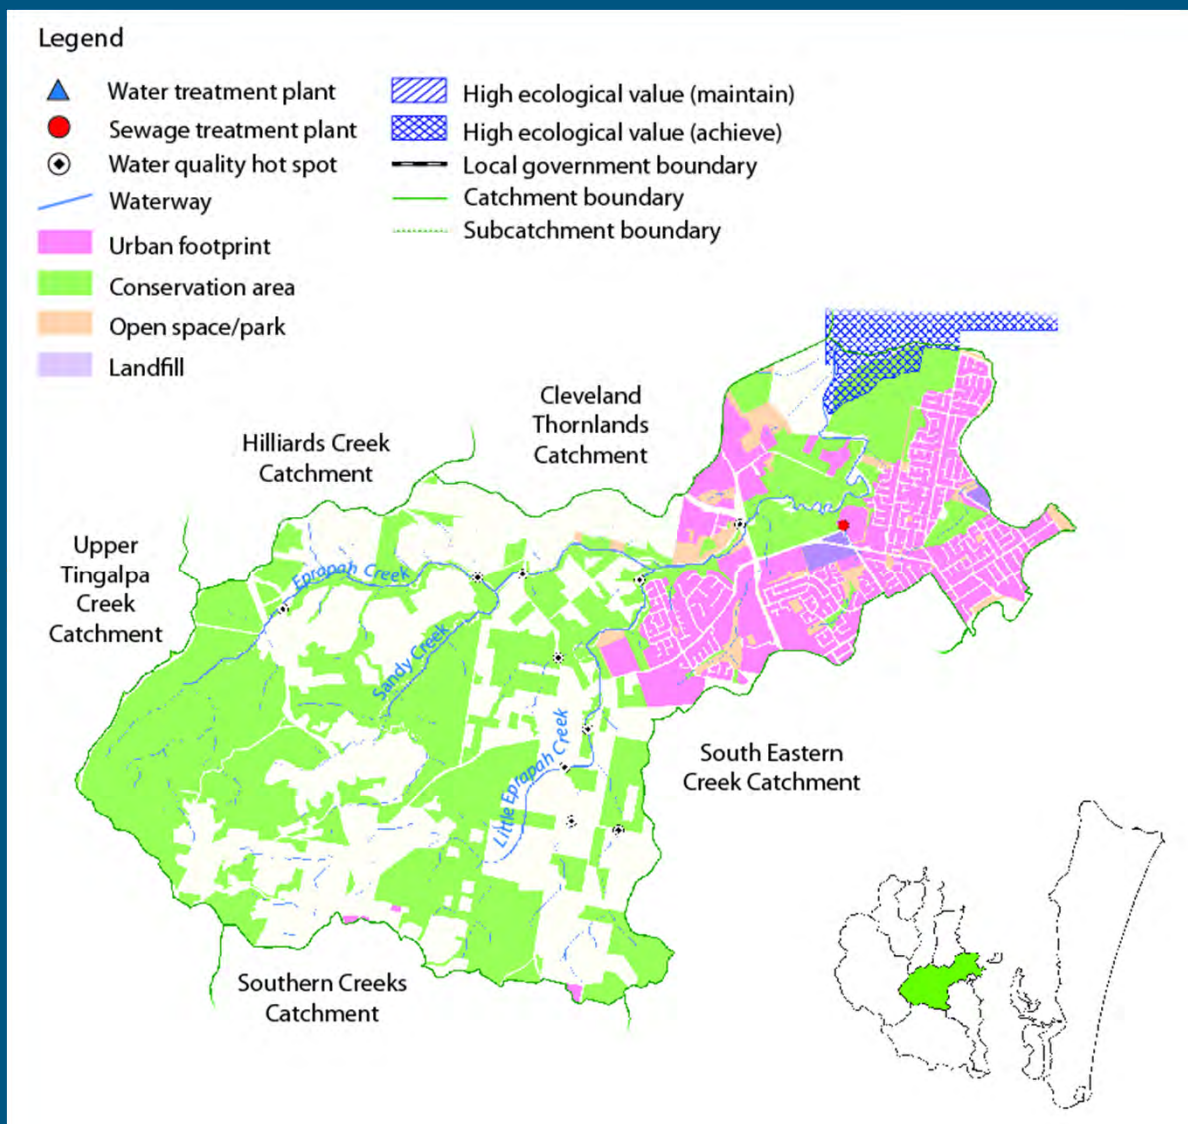 Legend
Water treatment plant
Sewage treatment plant
Water quality hot spot
Waterway
Urban footprint
Conservation area
Open space/park
Landfill
High ecological value (maintain)
High ecological value (achieve)
Local government boundary
Catchment boundary
Subcatchment boundary
Cleveland
Thornlands
Catchment
Hilliards Creek
Catchment
Upper
Tingalpa
Creek
Catchment
Eprapah Creek
Sandy Creek
Little Eprapah Creek
South Eastern
Creek Catchment
Southern Creeks
Catchment